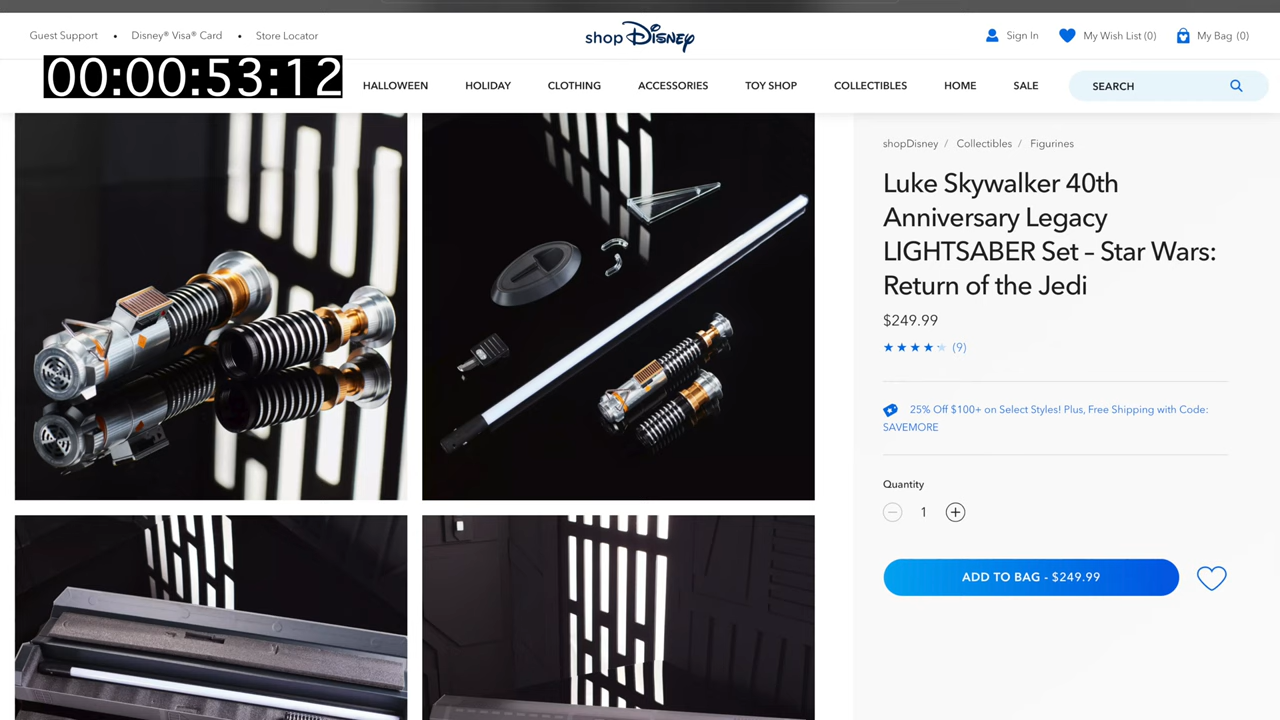 Guest Support • Disney® Visa® Card • Store Locator
shop Disney
Sign In
My Wish List (0)
My Bag (0)
00:00:53:12
HALLOWEEN
HOLIDAY
CLOTHING
ACCESSORIES
TOY SHOP
COLLECTIBLES
HOME
SALE
SEARCH
shopDisney / Collectibles / Figurines
Luke Skywalker 40th
Anniversary Legacy
LIGHTSABER Set – Star Wars:
Return of the Jedi
$249.99
(9)
25% Off $100+ on Select Styles! Plus, Free Shipping with Code:
SAVEMORE
Quantity
1
ADD TO BAG - $249.99